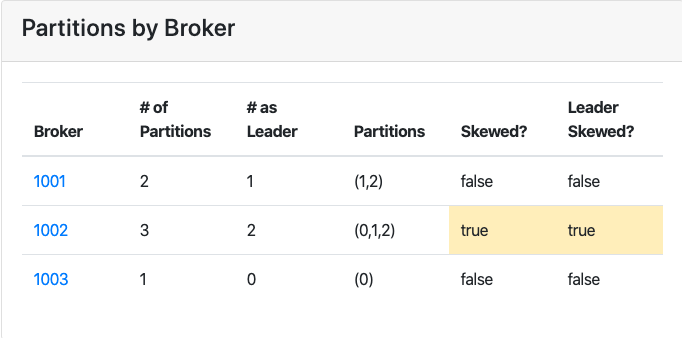 Partitions by Broker
Broker # of Partitions # as Leader Partitions Skewed? Leader Skewed?
1001 2 1 (1,2) false false
1002 3 2 (0,1,2) true true
1003 1 0 (0) false false